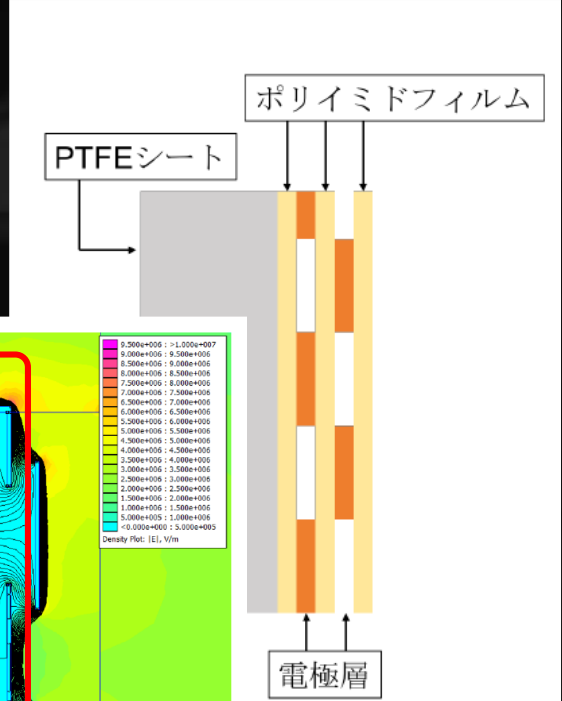 ポリイミドフィルム
PTFEシート
9.500e+006 : >1.000e+007
9.000e+006 : 9.500e+006
8.500e+006 : 9.000e+006
8.000e+006 : 8.500e+006
7.500e+006 : 8.000e+006
7.000e+006 : 7.500e+006
6.500e+006 : 7.000e+006
6.000e+006 : 6.500e+006
5.500e+006 : 6.000e+006
5.000e+006 : 5.500e+006
4.500e+006 : 5.000e+006
4.000e+006 : 4.500e+006
3.500e+006 : 4.000e+006
3.000e+006 : 3.500e+006
2.500e+006 : 3.000e+006
2.000e+006 : 2.500e+006
1.500e+006 : 2.000e+006
1.000e+006 : 1.500e+006
5.000e+005 : 1.000e+006
<0.000e+000 : 5.000e+005
Density Plot: |E|, V/m
電極層